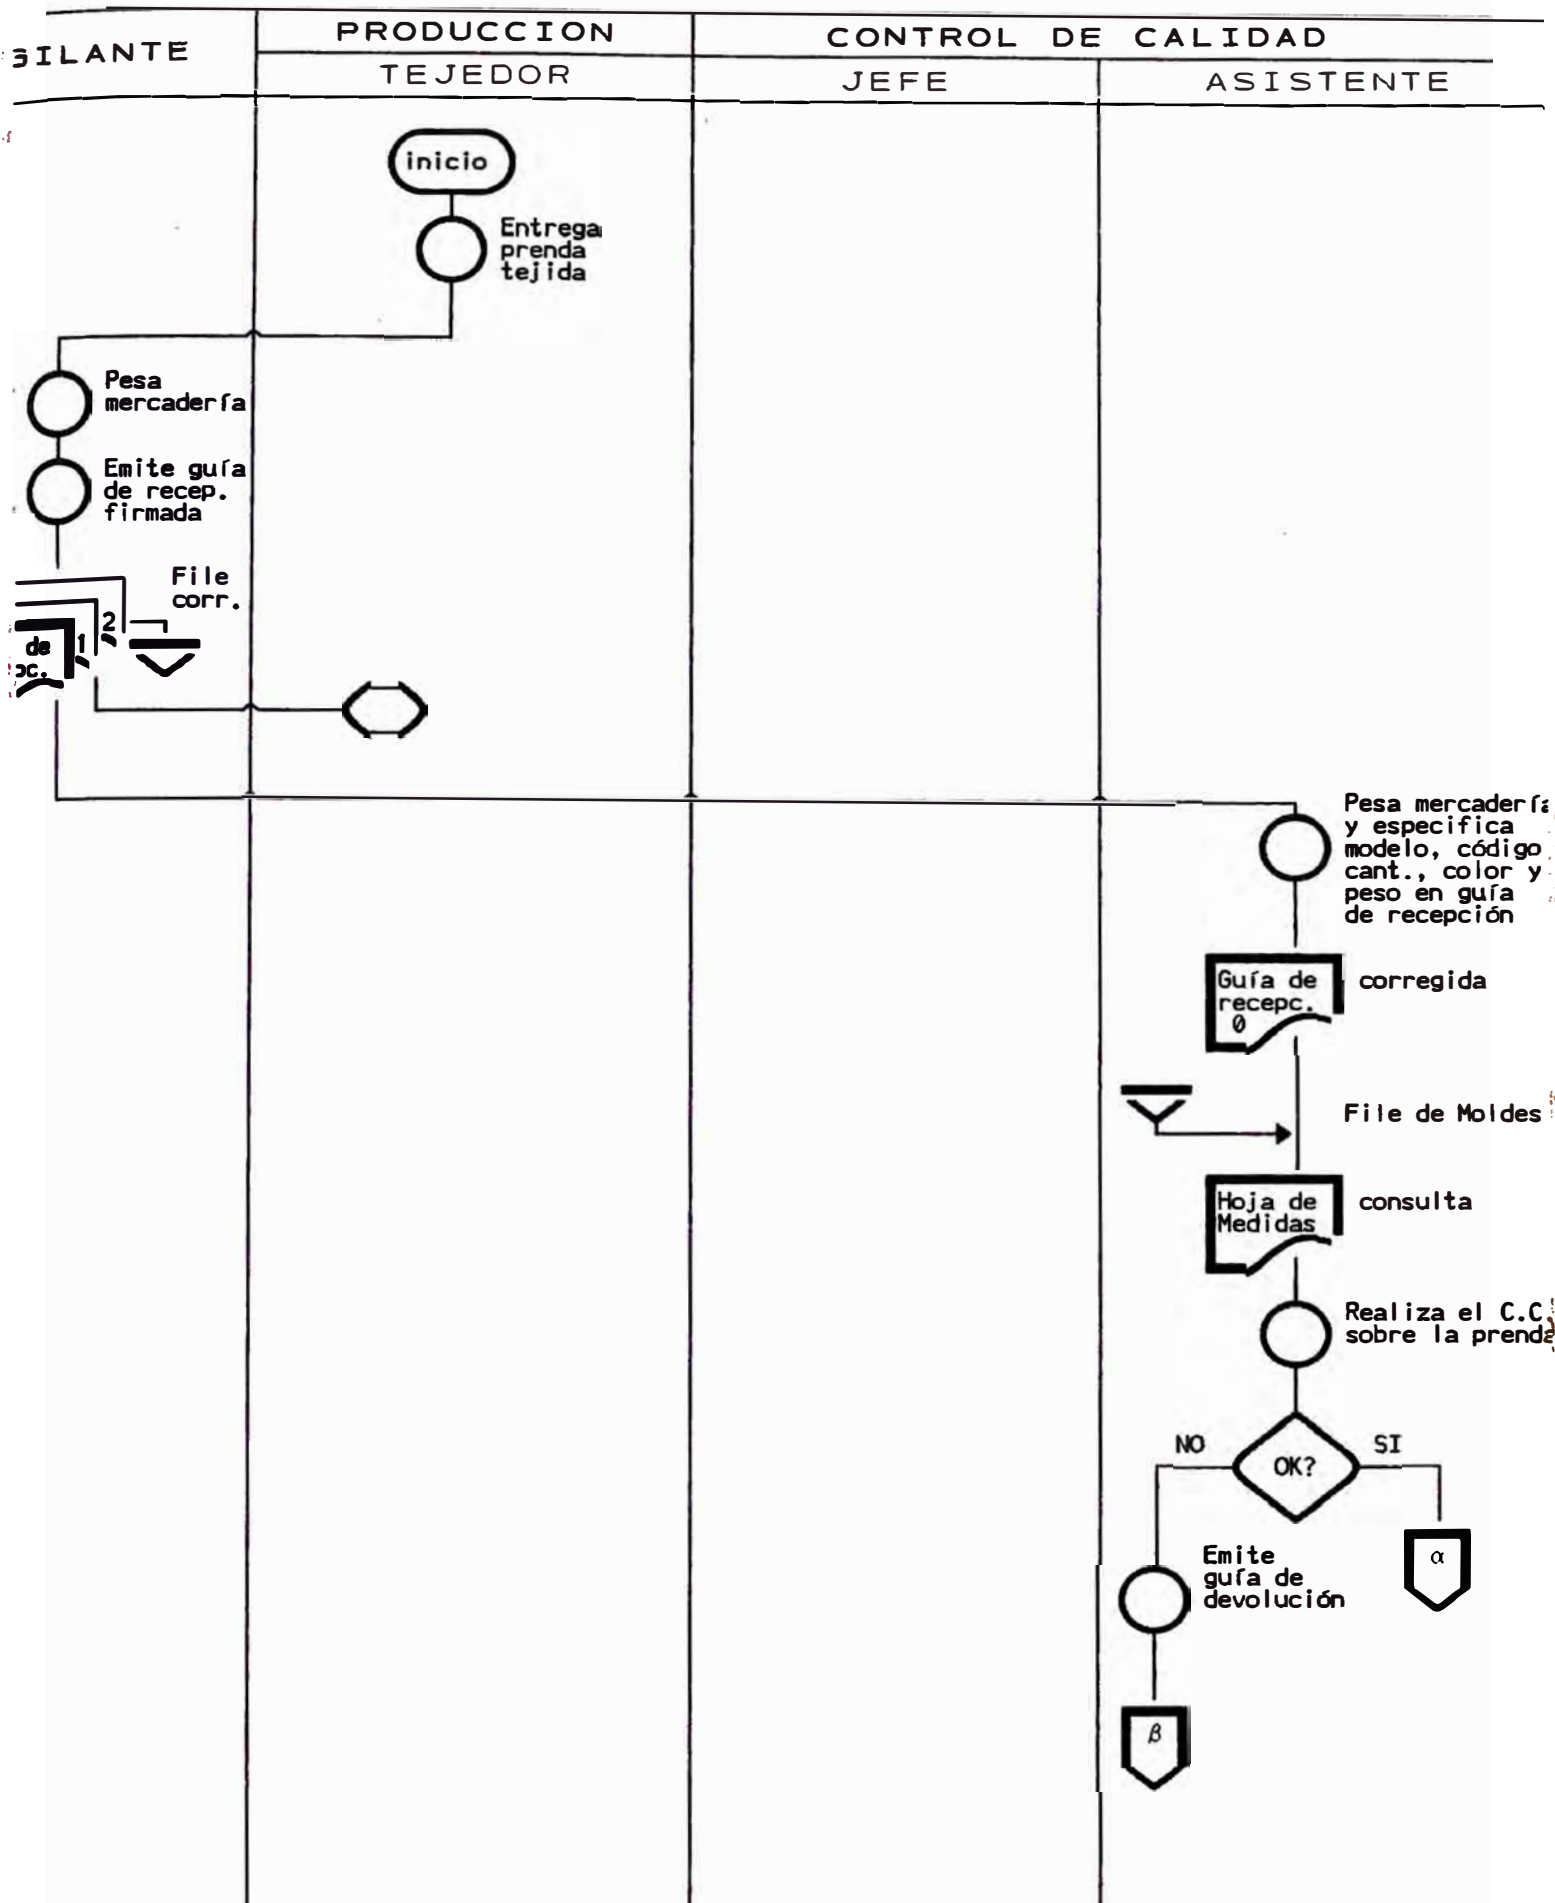 PRODUCCION
CONTROL DE CALIDAD
TEJEDOR
JEFE
ASISTENTE
inicio
Entrega
prenda
tejida
Pesa
mercadería
Emite guía
de recep.
firmada
File
corr.
2
1
de
Pesa mercadería
y especifica
modelo, código
cant., color y
peso en guía
de recepción
Guía de
recepc.
0
corregida
File de Moldes
Hoja de
Medidas
consulta
Realiza el C.C
sobre la prenda
NO
OK?
SI
Emite
guía de
devolución
α
β